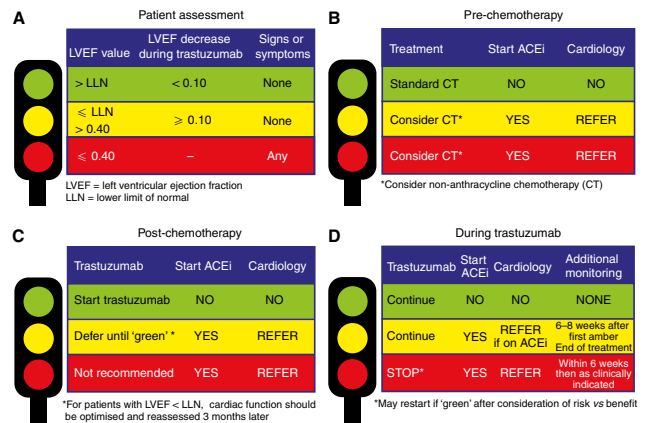 A
Patient assessment
LVEF value
LVEF decrease
during trastuzumab
Signs or
symptoms
> LLN
< 0.10
None
⩽ LLN
> 0.40
⩾ 0.10
None
⩽ 0.40
–
Any
LVEF = left ventricular ejection fraction
LLN = lower limit of normal
B
Pre-chemotherapy
Treatment
Start ACEi
Cardiology
Standard CT
NO
NO
Consider CT*
YES
REFER
Consider CT*
YES
REFER
*Consider non-anthracycline chemotherapy (CT)
C
Post-chemotherapy
Trastuzumab
Start ACEi
Cardiology
Start trastuzumab
NO
NO
Defer until ‘green’ *
YES
REFER
Not recommended
YES
REFER
*For patients with LVEF < LLN, cardiac function should
be optimised and reassessed 3 months later
D
During trastuzumab
Trastuzumab
Start
ACEi
Cardiology
Additional
monitoring
Continue
NO
NO
NONE
Continue
YES
REFER
if on ACEi
6–8 weeks after
first amber
End of treatment
STOP*
YES
REFER
Within 6 weeks
then as clinically
indicated
*May restart if ‘green’ after consideration of risk vs benefit